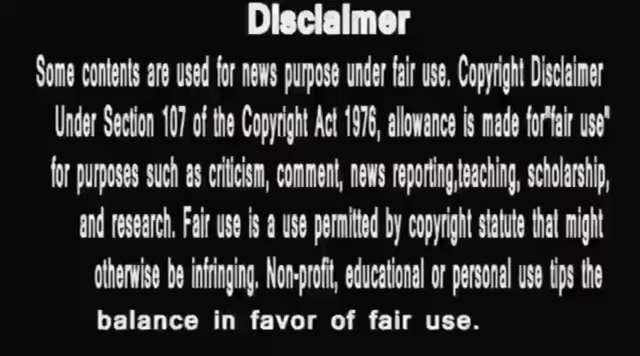 Disclaimer
Some contents are used for news purpose under fair use. Copyright Disclaimer
Under Section 107 of the Copyright Act 1976, allowance is made for"fair use"
for purposes such as criticism, comment, news reporting,teaching, scholarship,
and research. Fair use is a use permitted by copyright statute that might
otherwise be infringing. Non-profit, educational or personal use tips the
balance in favor of fair use.